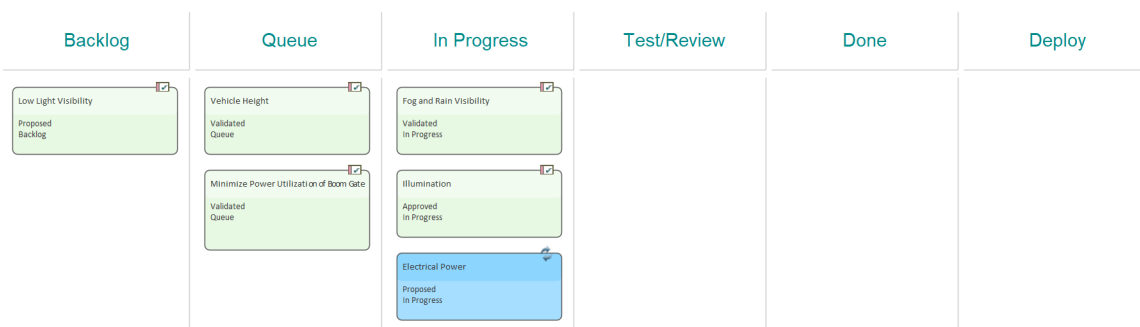 Backlog
Queue
In Progress
Test/Review
Done
Deploy
Low Light Visibility
Proposed
Backlog
Vehicle Height
Validated
Queue
Minimize Power Utilization of Boom Gate
Validated
Queue
Fog and Rain Visibility
Validated
In Progress
Illumination
Approved
In Progress
Electrical Power
Proposed
In Progress